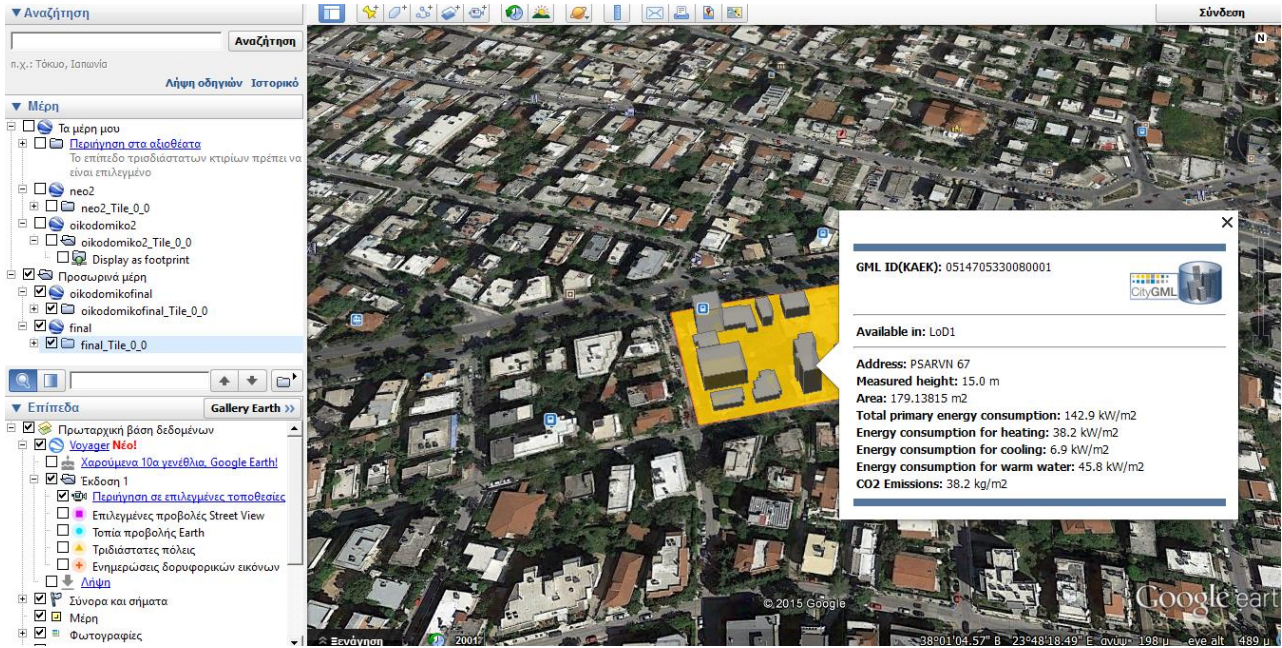 ▼ Αναζήτηση
Αναζήτηση
π.χ.: Τόκυο, Ιαπωνία
Λήψη οδηγιών Ιστορικό
▼ Μέρη
Τα μέρη μου
Περιήγηση στα αξιοθέατα
Το επίπεδο τρισδιάστατων κτιρίων πρέπει να
είναι επιλεγμένο
neo2
neo2_Tile_0_0
oikodomiko2
oikodomiko2_Tile_0_0
Display as footprint
Προσωρινά μέρη
oikodomikofinal
oikodomikofinal_Tile_0_0
final
final_Tile_0_0
▼ Επίπεδα
Gallery Earth >>
Πρωταρχική βάση δεδομένων
Voyager Νέο!
Χαρούμενα 10α γενέθλια, Google Earth!
Έκδοση 1
Περιήγηση σε επιλεγμένες τοποθεσίες
Επιλεγμένες προβολές Street View
Τοπία προβολής Earth
Τριδιάστατες πόλεις
Ενημερώσεις δορυφορικών εικόνων
Λήψη
Σύνορα και σήματα
Μέρη
Φωτογραφίες
Σύνδεση
N
GML ID(KAEK): 0514705330080001
CityGML
Available in: LoD1
Address: PSARVN 67
Measured height: 15.0 m
Area: 179.13815 m2
Total primary energy consumption: 142.9 kW/m2
Energy consumption for heating: 38.2 kW/m2
Energy consumption for cooling: 6.9 kW/m2
Energy consumption for warm water: 45.8 kW/m2
CO2 Emissions: 38.2 kg/m2
© 2015 Google
Google eart
Ξενάγηση
2001
38°01'04.57" Β 23°48'18.49" Ε ανυψ 198 μ eye alt 489 μ